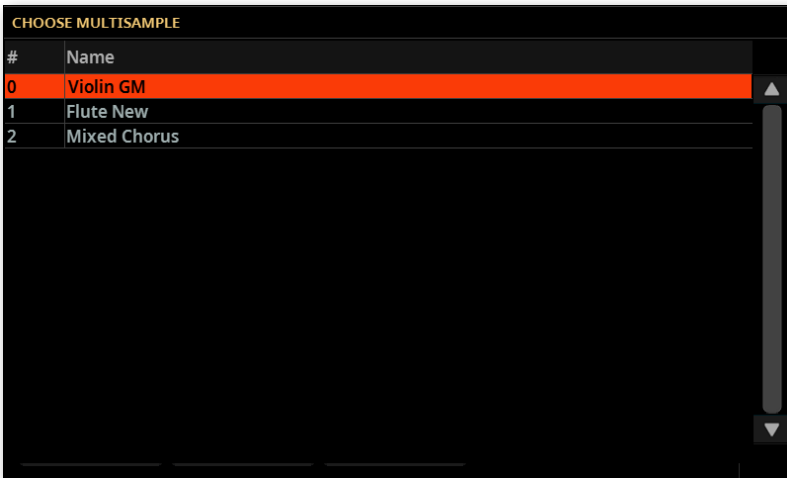 CHOOSE MULTISAMPLE
# Name
0 Violin GM
1 Flute New
2 Mixed Chorus